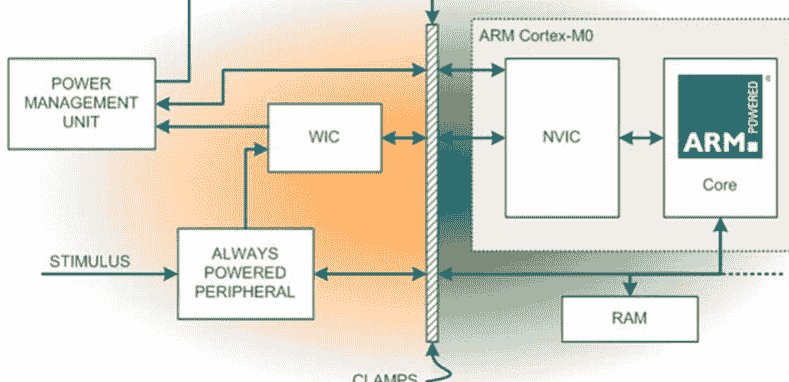 ARM Cortex-M0
POWER
MANAGEMENT
UNIT
WIC
NVIC
ARM
POWERED
®
Core
STIMULUS
ALWAYS
POWERED
PERIPHERAL
RAM
CLAMPS